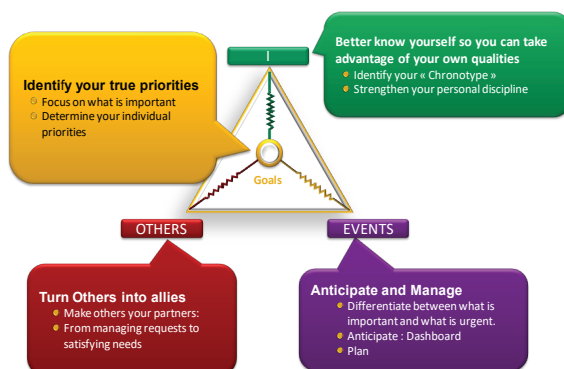 I
Better know yourself so you can take
advantage of your own qualities
Identify your « Chronotype »
Strengthen your personal discipline
Identify your true priorities
Focus on what is important
Determine your individual
priorities
Goals
OTHERS
EVENTS
Turn Others into allies
Make others your partners:
From managing requests to
satisfying needs
Anticipate and Manage
Differentiate between what is
important and what is urgent.
Anticipate : Dashboard
Plan